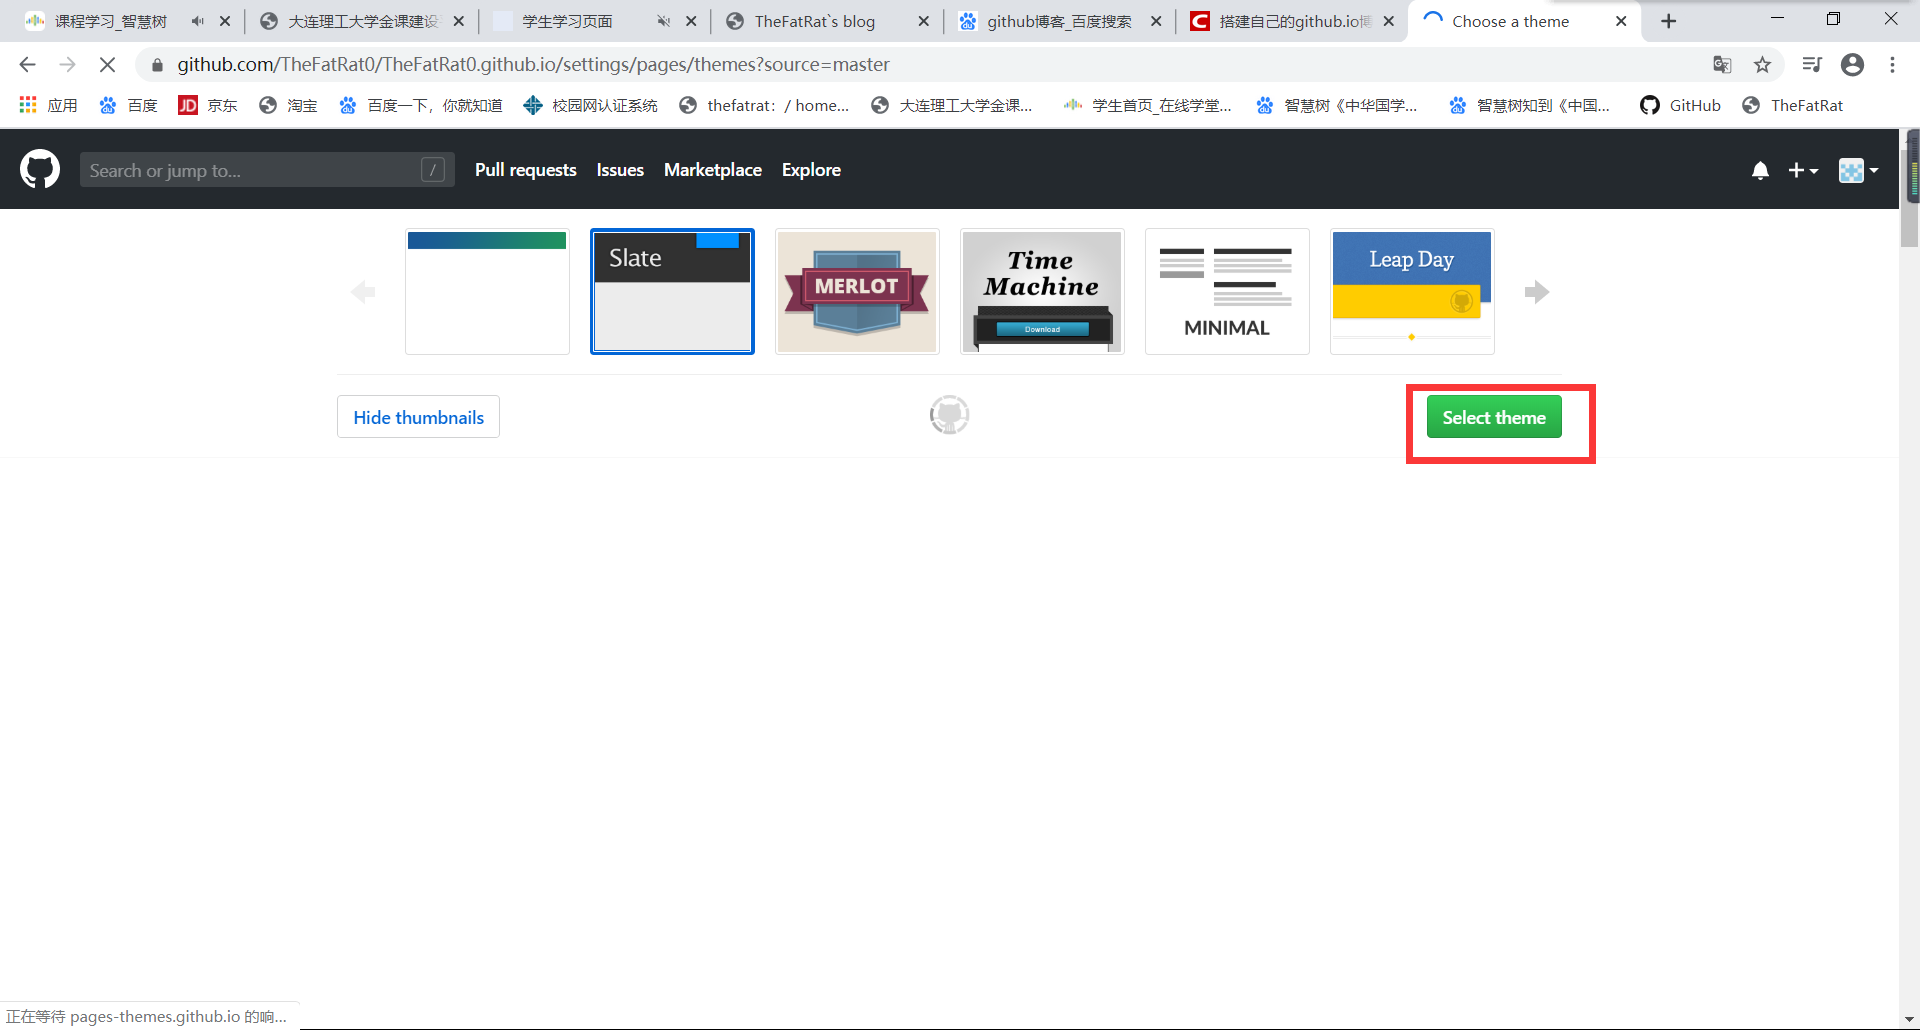 课程学习_智慧树
大连理工大学金课建设
学生学习页面
TheFatRat`s blog
github博客_百度搜索
搭建自己的github.io博
Choose a theme
github.com/TheFatRat0/TheFatRat0.github.io/settings/pages/themes?source=master
应用
百度
JD 京东
淘宝
百度一下，你就知道
校园网认证系统
thefatrat: / home...
大连理工大学金课...
学生首页_在线学堂...
智慧树《中华国学...
智慧树知到《中国...
GitHub
TheFatRat
Search or jump to...
/
Pull requests
Issues
Marketplace
Explore
Slate
MERLOT
Time
Machine
Download
MINIMAL
Leap Day
Hide thumbnails
Select theme
正在等待 pages-themes.github.io 的响...